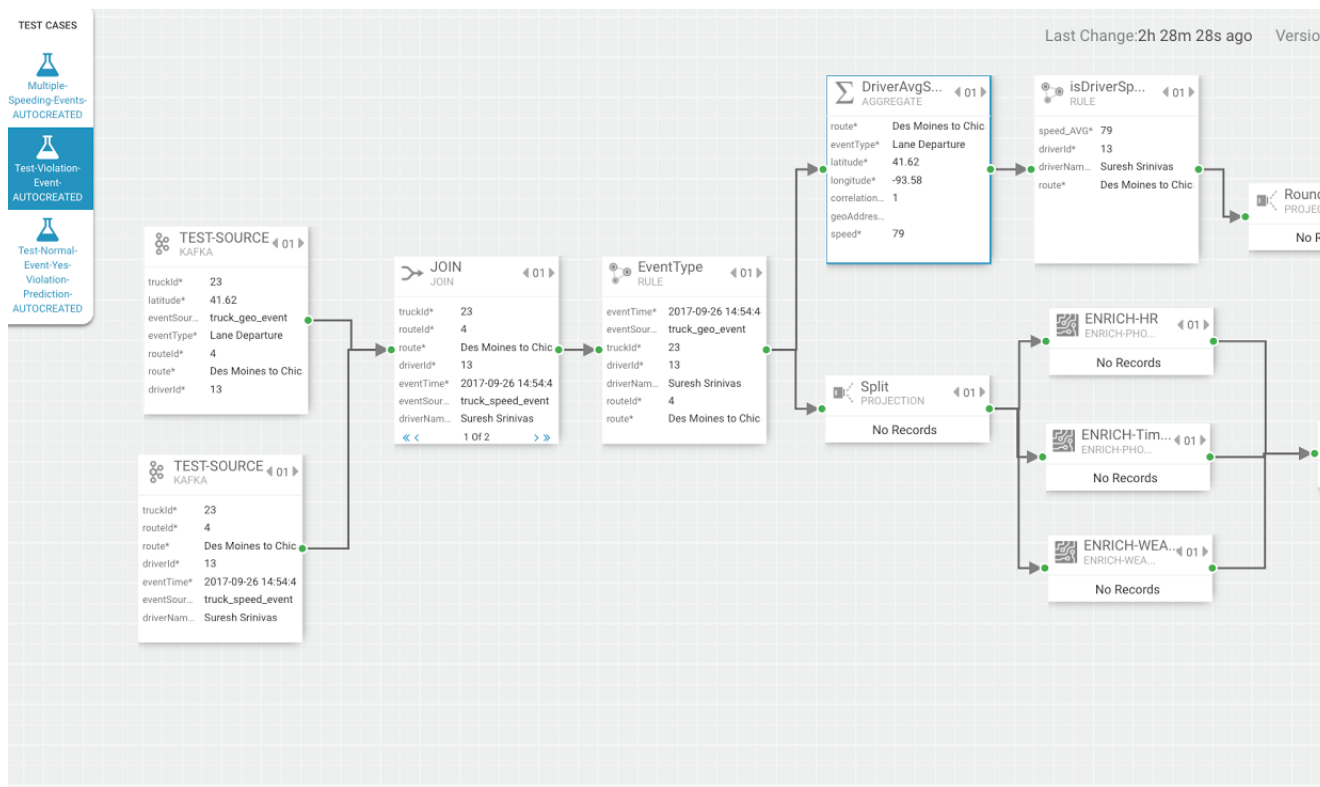 TEST CASES
Multiple-
Speeding-Events-
AUTOCREATED
Test-Violation-
Event-
AUTOCREATED
Test-Normal-
Event-Yes-
Violation-
Prediction-
AUTOCREATED
Last Change:2h 28m 28s ago Versio
TEST-SOURCE 01
KAFKA
truckId* 23
latitude* 41.62
eventSour... truck_geo_event
eventType* Lane Departure
routeId* 4
route* Des Moines to Chic
driverId* 13
TEST-SOURCE 01
KAFKA
truckId* 23
routeId* 4
route* Des Moines to Chic
driverId* 13
eventTime* 2017-09-26 14:54:4
eventSour... truck_speed_event
driverNam... Suresh Srinivas
JOIN 01
JOIN
truckId* 23
routeId* 4
route* Des Moines to Chic
driverId* 13
eventTime* 2017-09-26 14:54:4
eventSour... truck_speed_event
driverNam... Suresh Srinivas
« ‹ 1 Of 2 › »
EventType 01
RULE
eventTime* 2017-09-26 14:54:4
eventSour... truck_geo_event
truckId* 23
driverId* 13
driverNam... Suresh Srinivas
routeId* 4
route* Des Moines to Chic
DriverAvgS... 01
AGGREGATE
route* Des Moines to Chic
eventType* Lane Departure
latitude* 41.62
longitude* -93.58
correlation... 1
geoAddres...
speed* 79
isDriverSp... 01
RULE
speed_AVG* 79
driverId* 13
driverNam... Suresh Srinivas
route* Des Moines to Chic
Round
PROJEC
No R
Split 01
PROJECTION
No Records
ENRICH-HR 01
ENRICH-PHO...
No Records
ENRICH-Tim... 01
ENRICH-PHO...
No Records
ENRICH-WEA... 01
ENRICH-WEA...
No Records